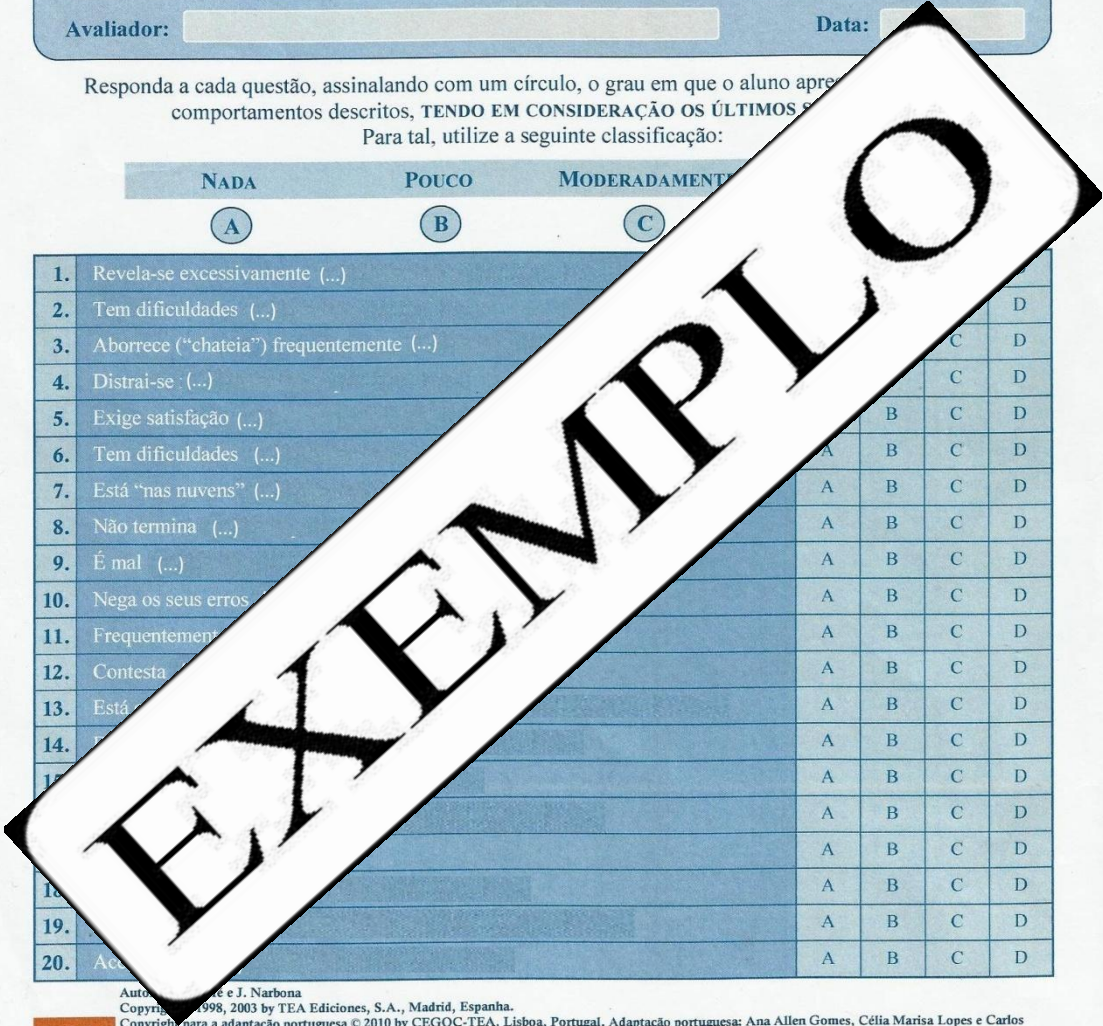 Avaliador: Data:
Responda a cada questão, assinalando com um círculo, o grau em que o aluno
comportamentos descritos, TENDO EM CONSIDERAÇÃO OS ÚLTIMOS
Para tal, utilize a seguinte classificação:
NADA POUCO MODERADAMENTE
A B C
1. Revela-se excessivamente (...)
2. Tem dificuldades (...) D
3. Aborrece (“chateia”) frequentemente (...) C D
4. Distrai-se (...) C D
5. Exige satisfação (...) B C D
6. Tem dificuldades (...) A B C D
7. Está “nas nuvens” (...) A B C D
8. Não termina (...) A B C D
9. É mal (...) A B C D
10. Nega os seus erros A B C D
11. A B C D
12. Contesta A B C D
13. Está A B C D
14. A B C D
A B C D
A B C D
A B C D
A B C D
19. A B C D
20. A B C D
EXEMPLO
e J. Narbona
1998, 2003 by TEA Ediciones, S.A., Madrid, Espanha.
Copyright para a adaptação portuguesa © 2010 by CEGOC-TEA, Lisboa, Portugal. Adaptação portuguesa: Ana Allen Gomes, Célia Marisa Lopes e Carlos